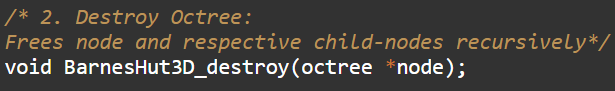 /* 2. Destroy Octree:
Frees node and respective child-nodes recursively*/
void BarnesHut3D_destroy(octree *node);